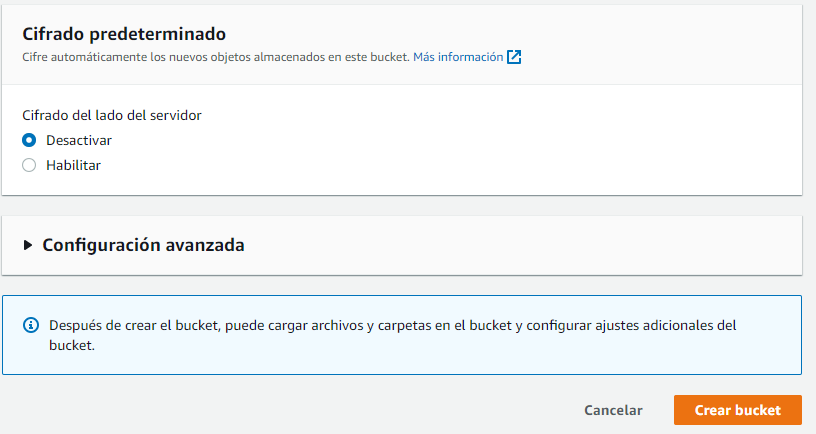 Cifrado predeterminado
Cifre automáticamente los nuevos objetos almacenados en este bucket. Más información
Cifrado del lado del servidor
Desactivar
Habilitar
Configuración avanzada
Después de crear el bucket, puede cargar archivos y carpetas en el bucket y configurar ajustes adicionales del
bucket.
Cancelar Crear bucket